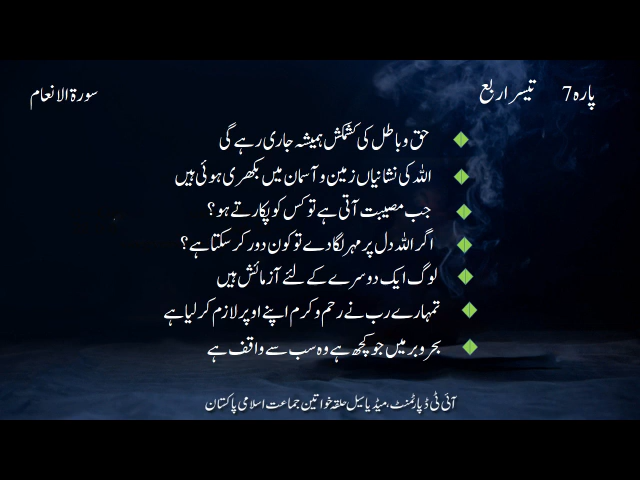 پارہ 7 تیسرا ربع سورۃ الانعام
حق و باطل کی کشمکش ہمیشہ جاری رہے گی
اللہ کی نشانیاں زمین و آسمان میں بکھری ہوئی ہیں
جب مصیبت آتی ہے تو کس کو پکارتے ہو؟
اگر اللہ دل پر مہر لگا دے تو کون دور کر سکتا ہے؟
لوگ ایک دوسرے کے لئے آزمائش ہیں
تمہارے رب نے رحم و کرم اپنے اوپر لازم کر لیا ہے
بحر و بر میں جو کچھ ہے وہ سب سے واقف ہے
آئی ٹی ڈپارٹمنٹ، میڈیا سیل حلقہ خواتین جماعت اسلامی پاکستان